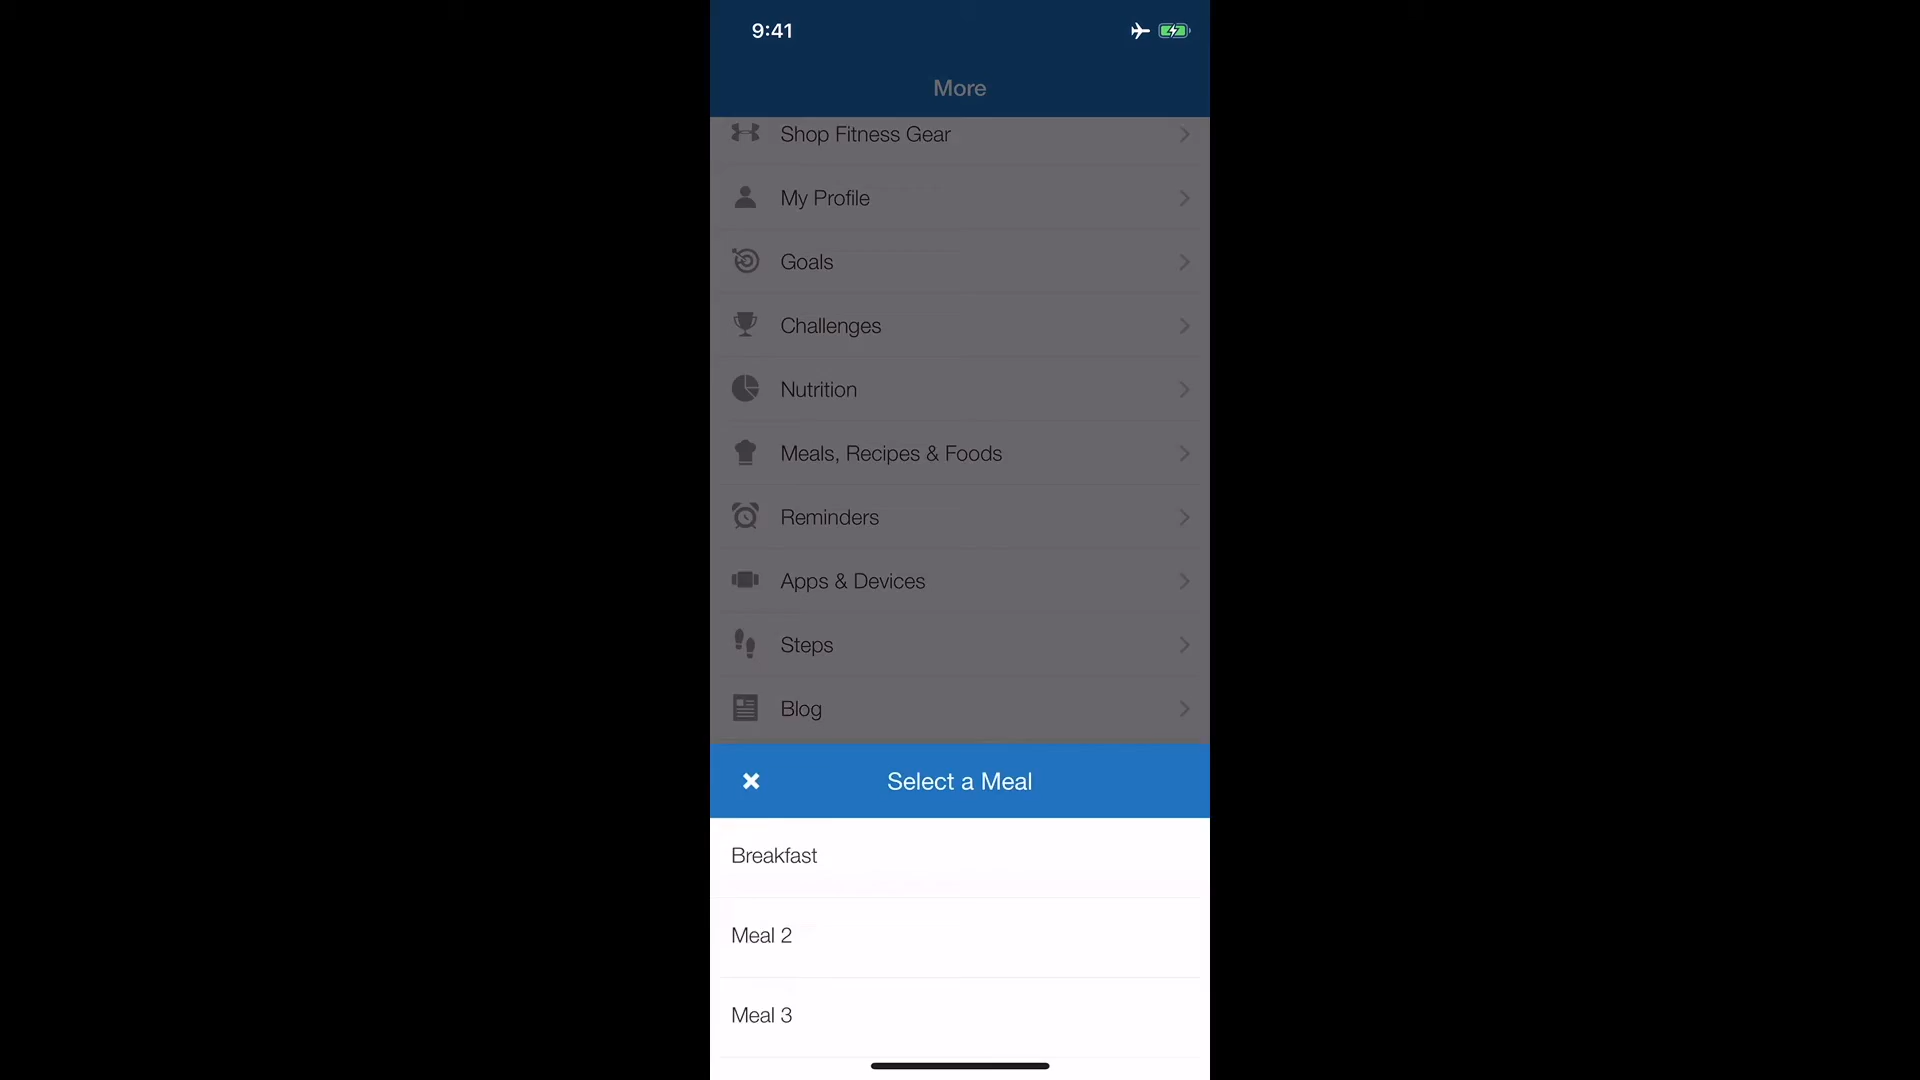 9:41
More
Shop Fitness Gear
My Profile
Goals
Challenges
Nutrition
Meals, Recipes & Foods
Reminders
Apps & Devices
Steps
Blog
Select a Meal
Breakfast
Meal 2
Meal 3